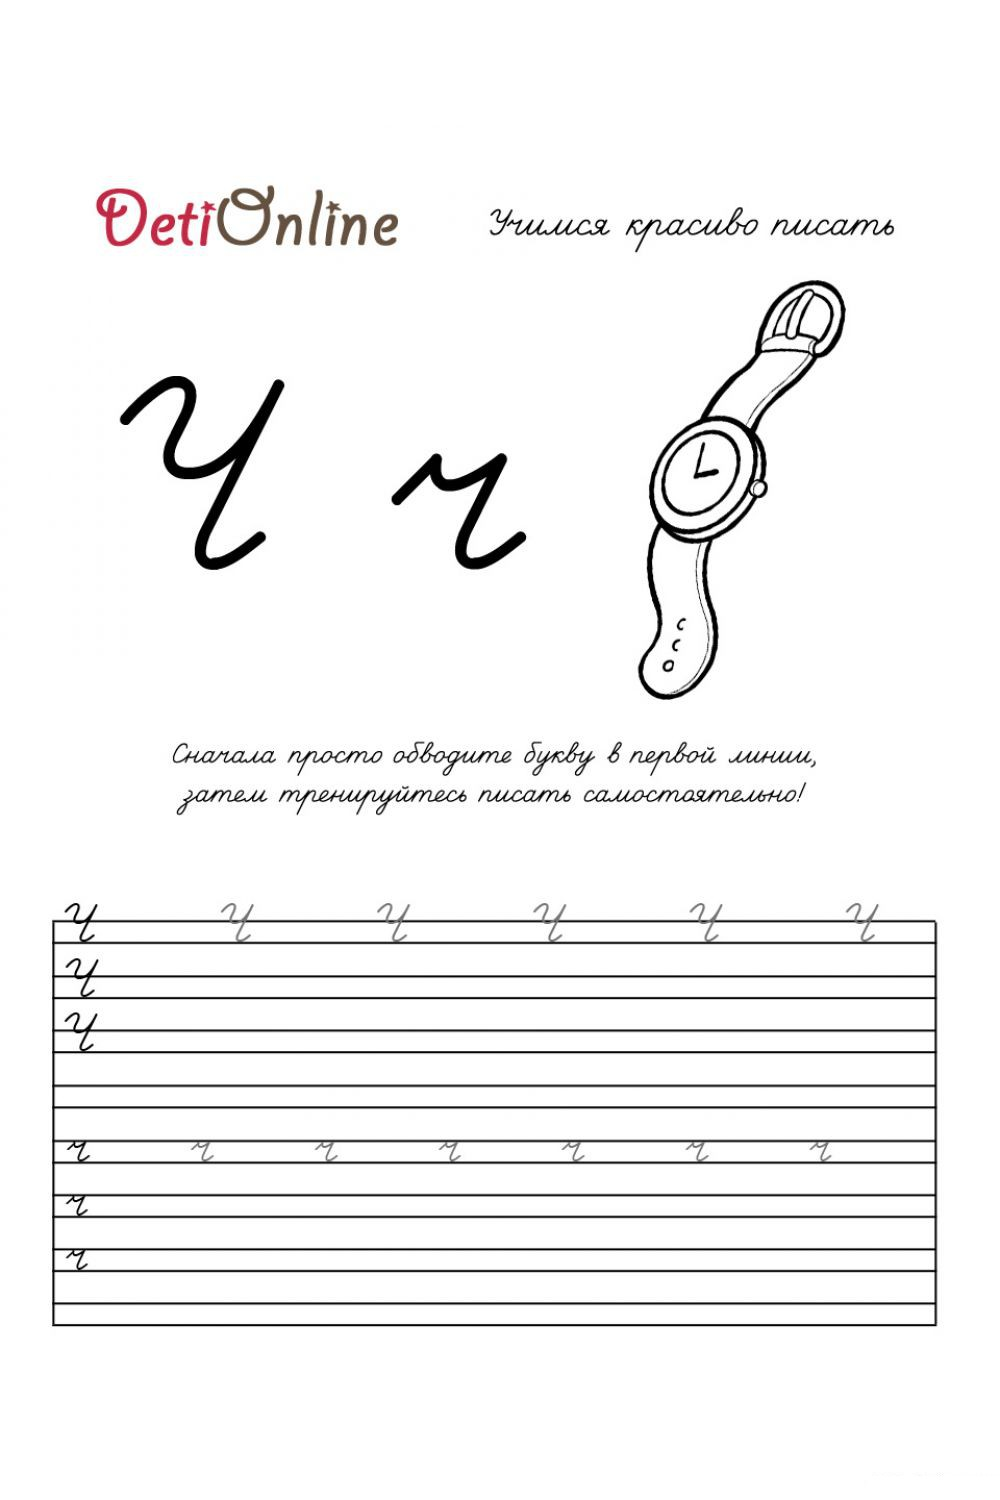 DetiOnline
Учимся красиво писать
Ч ч
Сначала просто обводите букву в первой линии,
затем тренируйтесь писать самостоятельно!
Ч Ч Ч Ч Ч Ч
Ч
Ч
ч ч ч ч ч ч ч
ч
ч